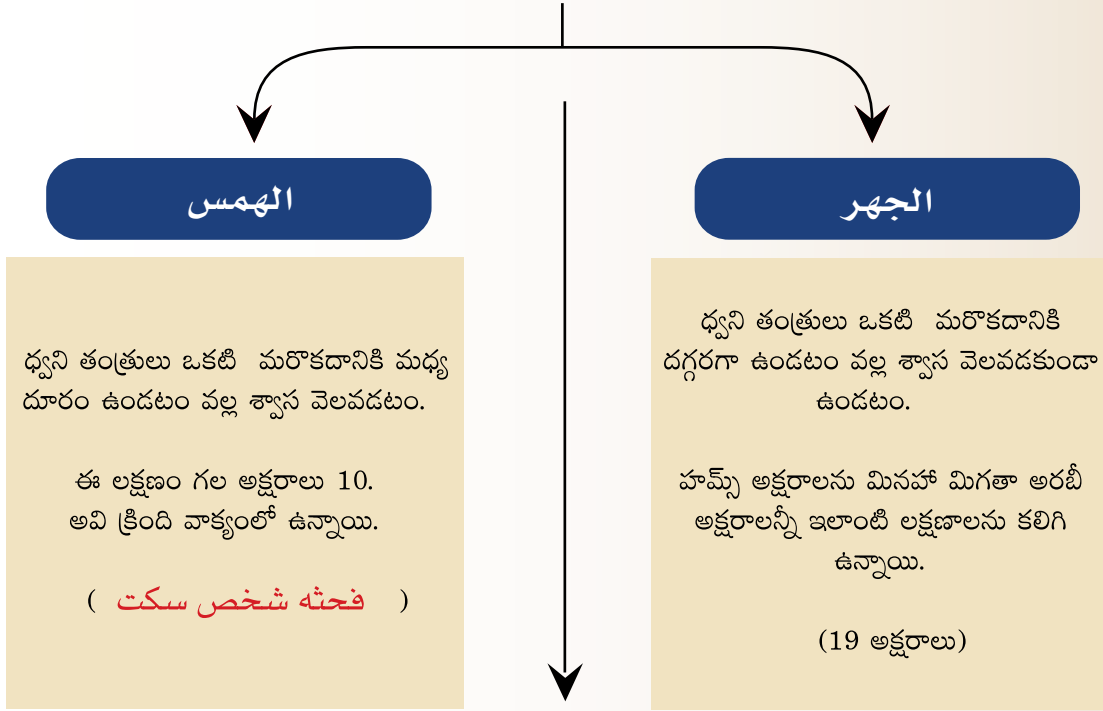 الهمس
ధ్వని తంత్రులు ఒకటి మరొకదానికి మధ్య
దూరం ఉండటం వల్ల శ్వాస వెలవడటం.
ఈ లక్షణం గల అక్షరాలు 10.
అవి క్రింది వాక్యంలో ఉన్నాయి.
( فحثه شخص سكت )
الجهر
ధ్వని తంత్రులు ఒకటి మరొకదానికి
దగ్గరగా ఉండటం వల్ల శ్వాస వెలవడకుండా
ఉండటం.
హమ్స్ అక్షరాలను మినహా మిగతా అరబీ
అక్షరాలన్నీ ఇలాంటి లక్షణాలను కలిగి
ఉన్నాయి.
(19 అక్షరాలు)